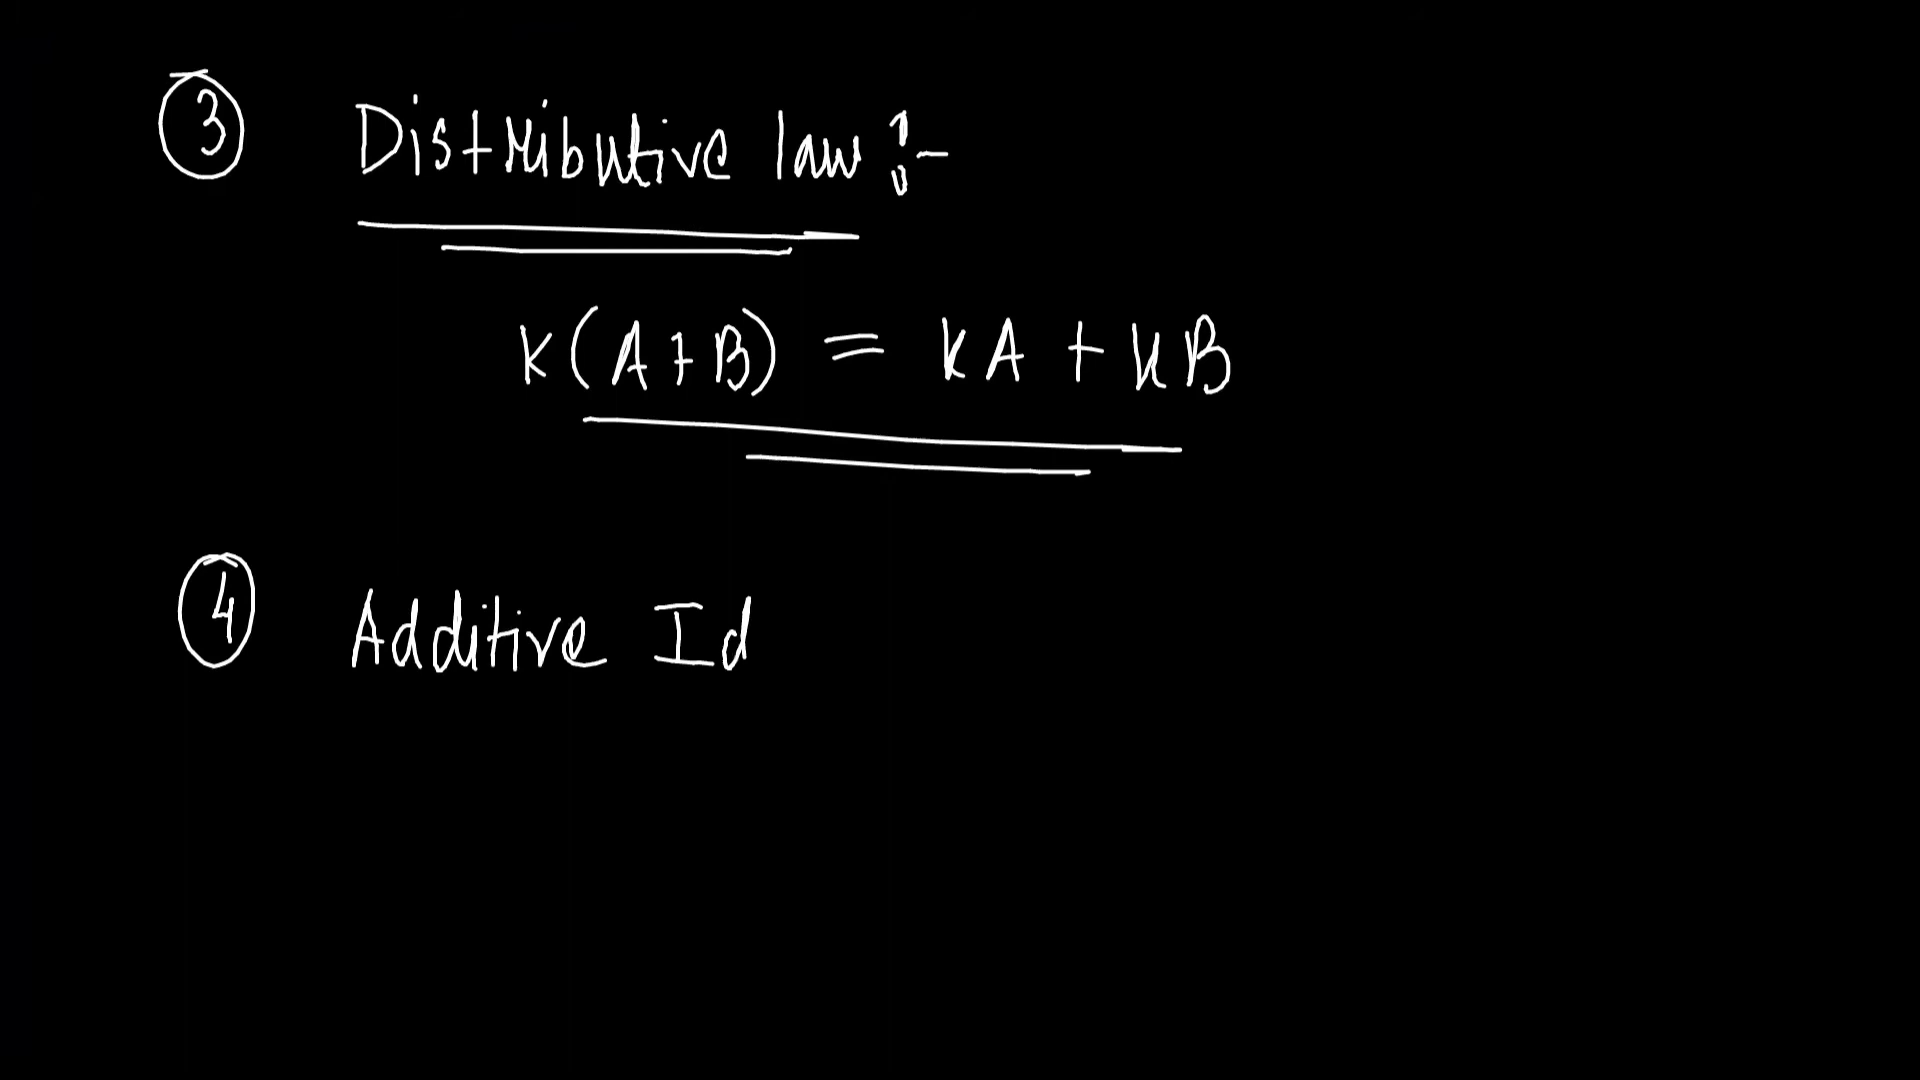 ③ Distributive law :-
K(A+B) = KA + KB
④ Additive Id